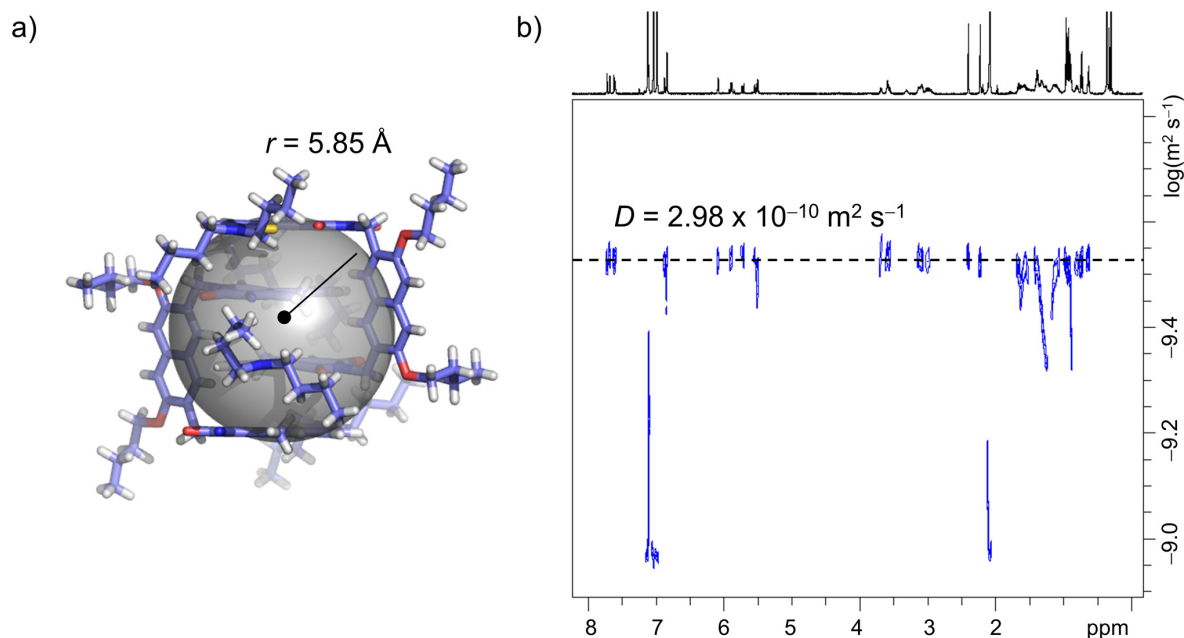 a)
r = 5.85 Å
b)
D = 2.98 x 10⁻¹⁰ m² s⁻¹
log(m² s⁻¹)
−9.4
−9.2
−9.0
8 7 6 5 4 3 2 ppm